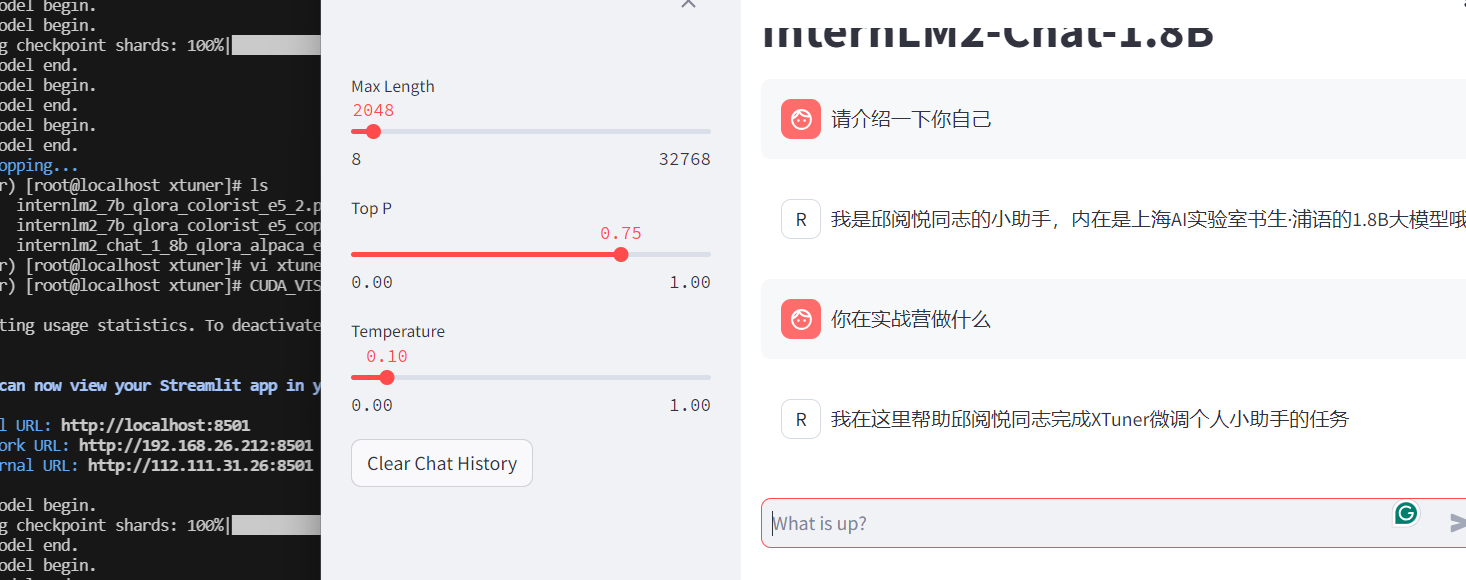 odel begin.
odel begin.
g checkpoint shards: 100%|
odel end.
odel begin.
odel end.
odel begin.
odel end.
opping...
r) [root@localhost xtuner]# ls
internlm2_7b_qlora_colorist_e5_2.p
internlm2_7b_qlora_colorist_e5_cop
internlm2_chat_1_8b_qlora_alpaca_e
r) [root@localhost xtuner]# vi xtune
r) [root@localhost xtuner]# CUDA_VIS
ting usage statistics. To deactivate
can now view your Streamlit app in y
l URL: http://localhost:8501
ork URL: http://192.168.26.212:8501
rnal URL: http://112.111.31.26:8501
odel begin.
g checkpoint shards: 100%|
odel end.
odel begin.
Max Length
2048
8 32768
Top P
0.75
0.00 1.00
Temperature
0.10
0.00 1.00
Clear Chat History
InternLM2-Chat-1.8B
请介绍一下你自己
R 我是邱阅悦同志的小助手，内在是上海AI实验室书生·浦语的1.8B大模型哦
你在实战营做什么
R 我在这里帮助邱阅悦同志完成XTuner微调个人小助手的任务
What is up?